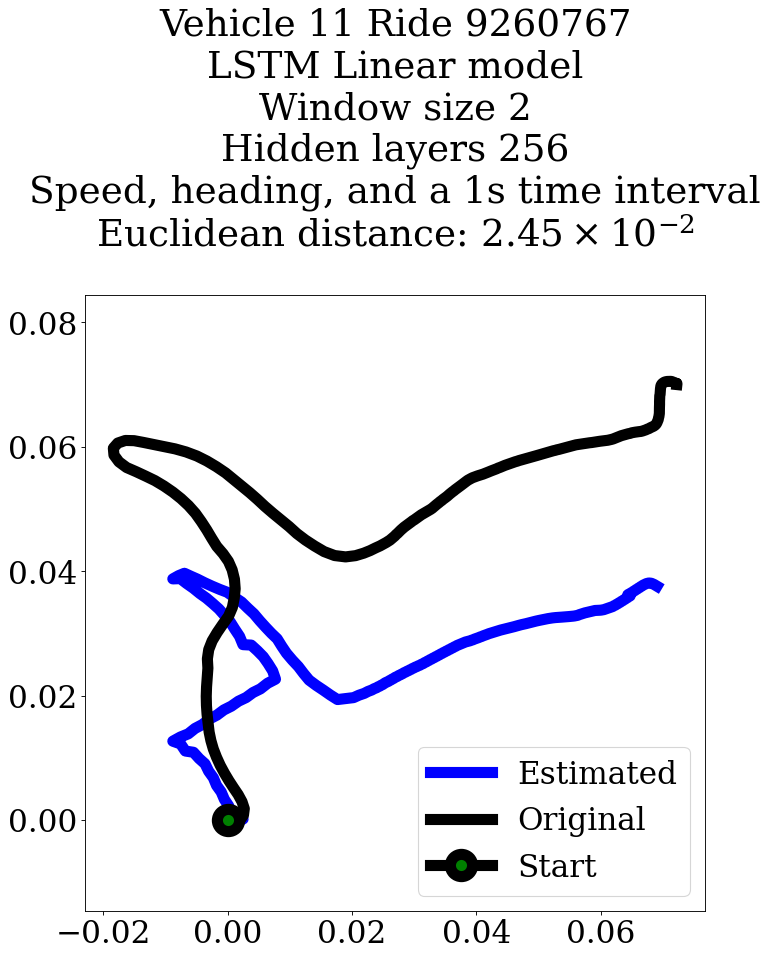 Vehicle 11 Ride 9260767
LSTM Linear model
Window size 2
Hidden layers 256
Speed, heading, and a 1s time interval
Euclidean distance: 2.45 × 10⁻²
0.08
0.06
0.04
0.02
0.00
Estimated
Original
Start
−0.02 0.00 0.02 0.04 0.06